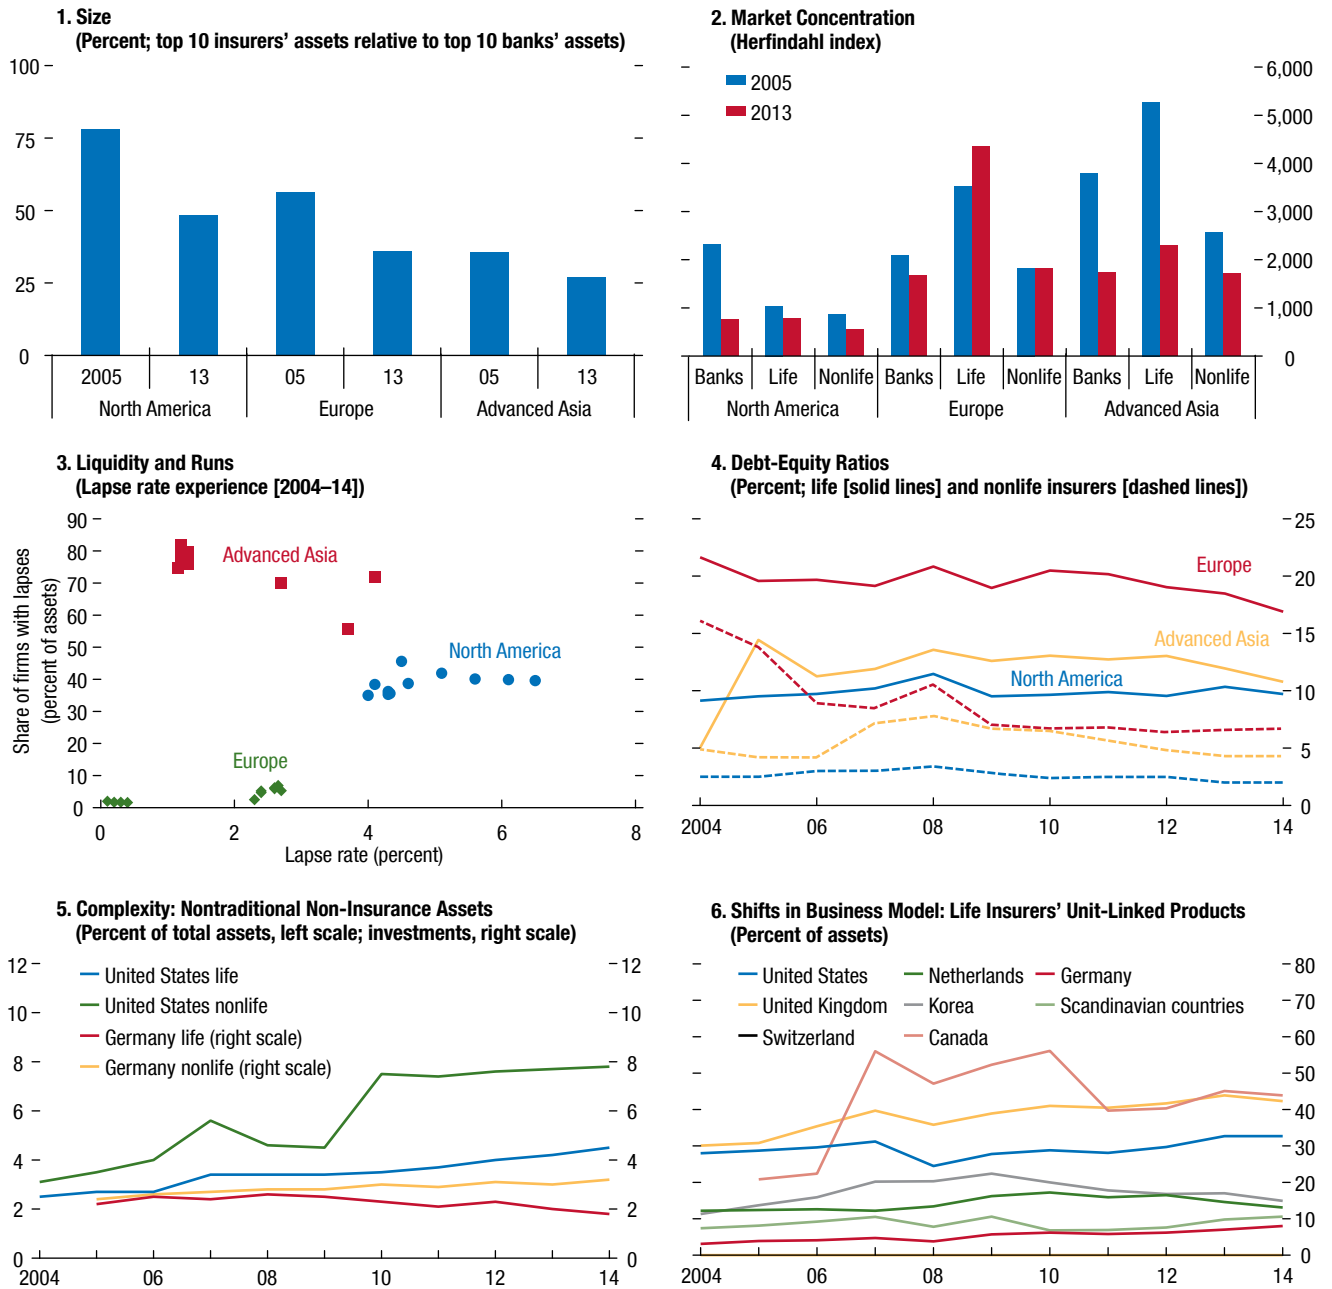 1. Size
(Percent; top 10 insurers’ assets relative to top 10 banks’ assets)
100
75
50
25
0
2005
13
05
13
05
13
North America
Europe
Advanced Asia
2. Market Concentration
(Herfindahl index)
2005
2013
6,000
5,000
4,000
3,000
2,000
1,000
0
Banks
Life
Nonlife
Banks
Life
Nonlife
Banks
Life
Nonlife
North America
Europe
Advanced Asia
3. Liquidity and Runs
(Lapse rate experience [2004–14])
Share of firms with lapses
(percent of assets)
90
80
70
60
50
40
30
20
10
0
Advanced Asia
North America
Europe
0
2
4
6
8
Lapse rate (percent)
4. Debt-Equity Ratios
(Percent; life [solid lines] and nonlife insurers [dashed lines])
25
20
15
10
5
0
Europe
Advanced Asia
North America
2004
06
08
10
12
14
5. Complexity: Nontraditional Non-Insurance Assets
(Percent of total assets, left scale; investments, right scale)
12
10
8
6
4
2
0
United States life
United States nonlife
Germany life (right scale)
Germany nonlife (right scale)
12
10
8
6
4
2
0
2004
06
08
10
12
14
6. Shifts in Business Model: Life Insurers’ Unit-Linked Products
(Percent of assets)
United States
Netherlands
Germany
United Kingdom
Korea
Scandinavian countries
Switzerland
Canada
80
70
60
50
40
30
20
10
0
2004
06
08
10
12
14